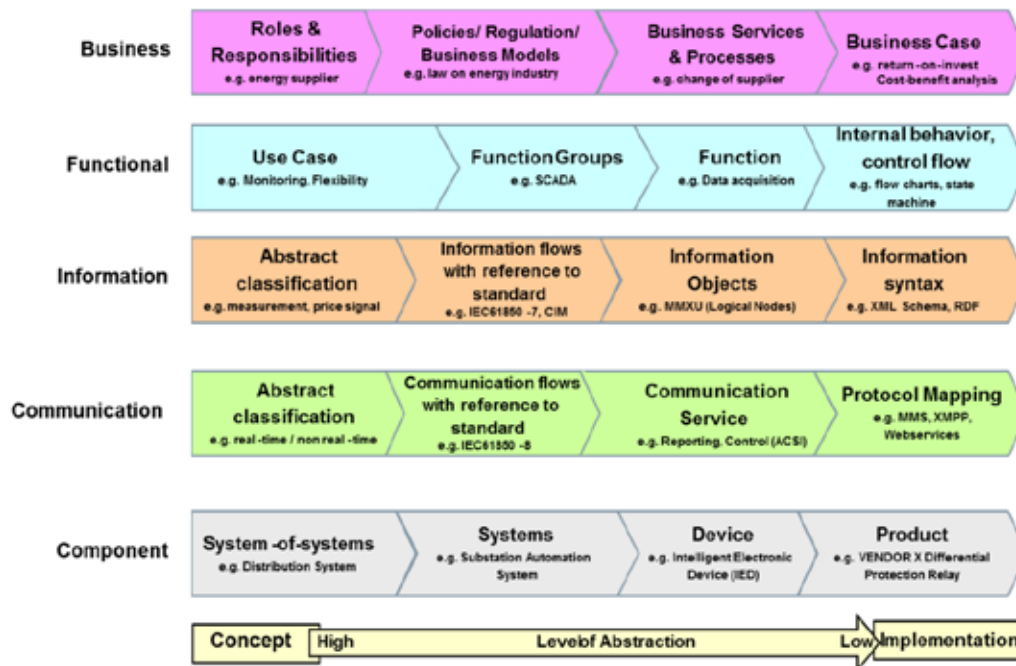 Business
Roles &
Responsibilities
e.g. energy supplier
Policies/ Regulation/
Business Models
e.g. law on energy industry
Business Services
& Processes
e.g. change of supplier
Business Case
e.g. return -on-invest
Cost-benefit analysis
Functional
Use Case
e.g. Monitoring, Flexibility
Function Groups
e.g. SCADA
Function
e.g. Data acquisition
Internal behavior,
control flow
e.g. flow charts, state
machine
Information
Abstract
classification
e.g. measurement, price signal
Information flows
with reference to
standard
e.g. IEC61850 -7, CIM
Information
Objects
e.g. MMXU (Logical Nodes)
Information
syntax
e.g. XML Schema, RDF
Communication
Abstract
classification
e.g. real -time / non real -time
Communication flows
with reference to
standard
e.g. IEC61850 -8
Communication
Service
e.g. Reporting, Control (ACSI)
Protocol Mapping
e.g. MMS, XMPP,
Webservices
Component
System -of-systems
e.g. Distribution System
Systems
e.g. Substation Automation
System
Device
e.g. Intelligent Electronic
Device (IED)
Product
e.g. VENDOR X Differential
Protection Relay
Concept High Levelof Abstraction Low Implementation